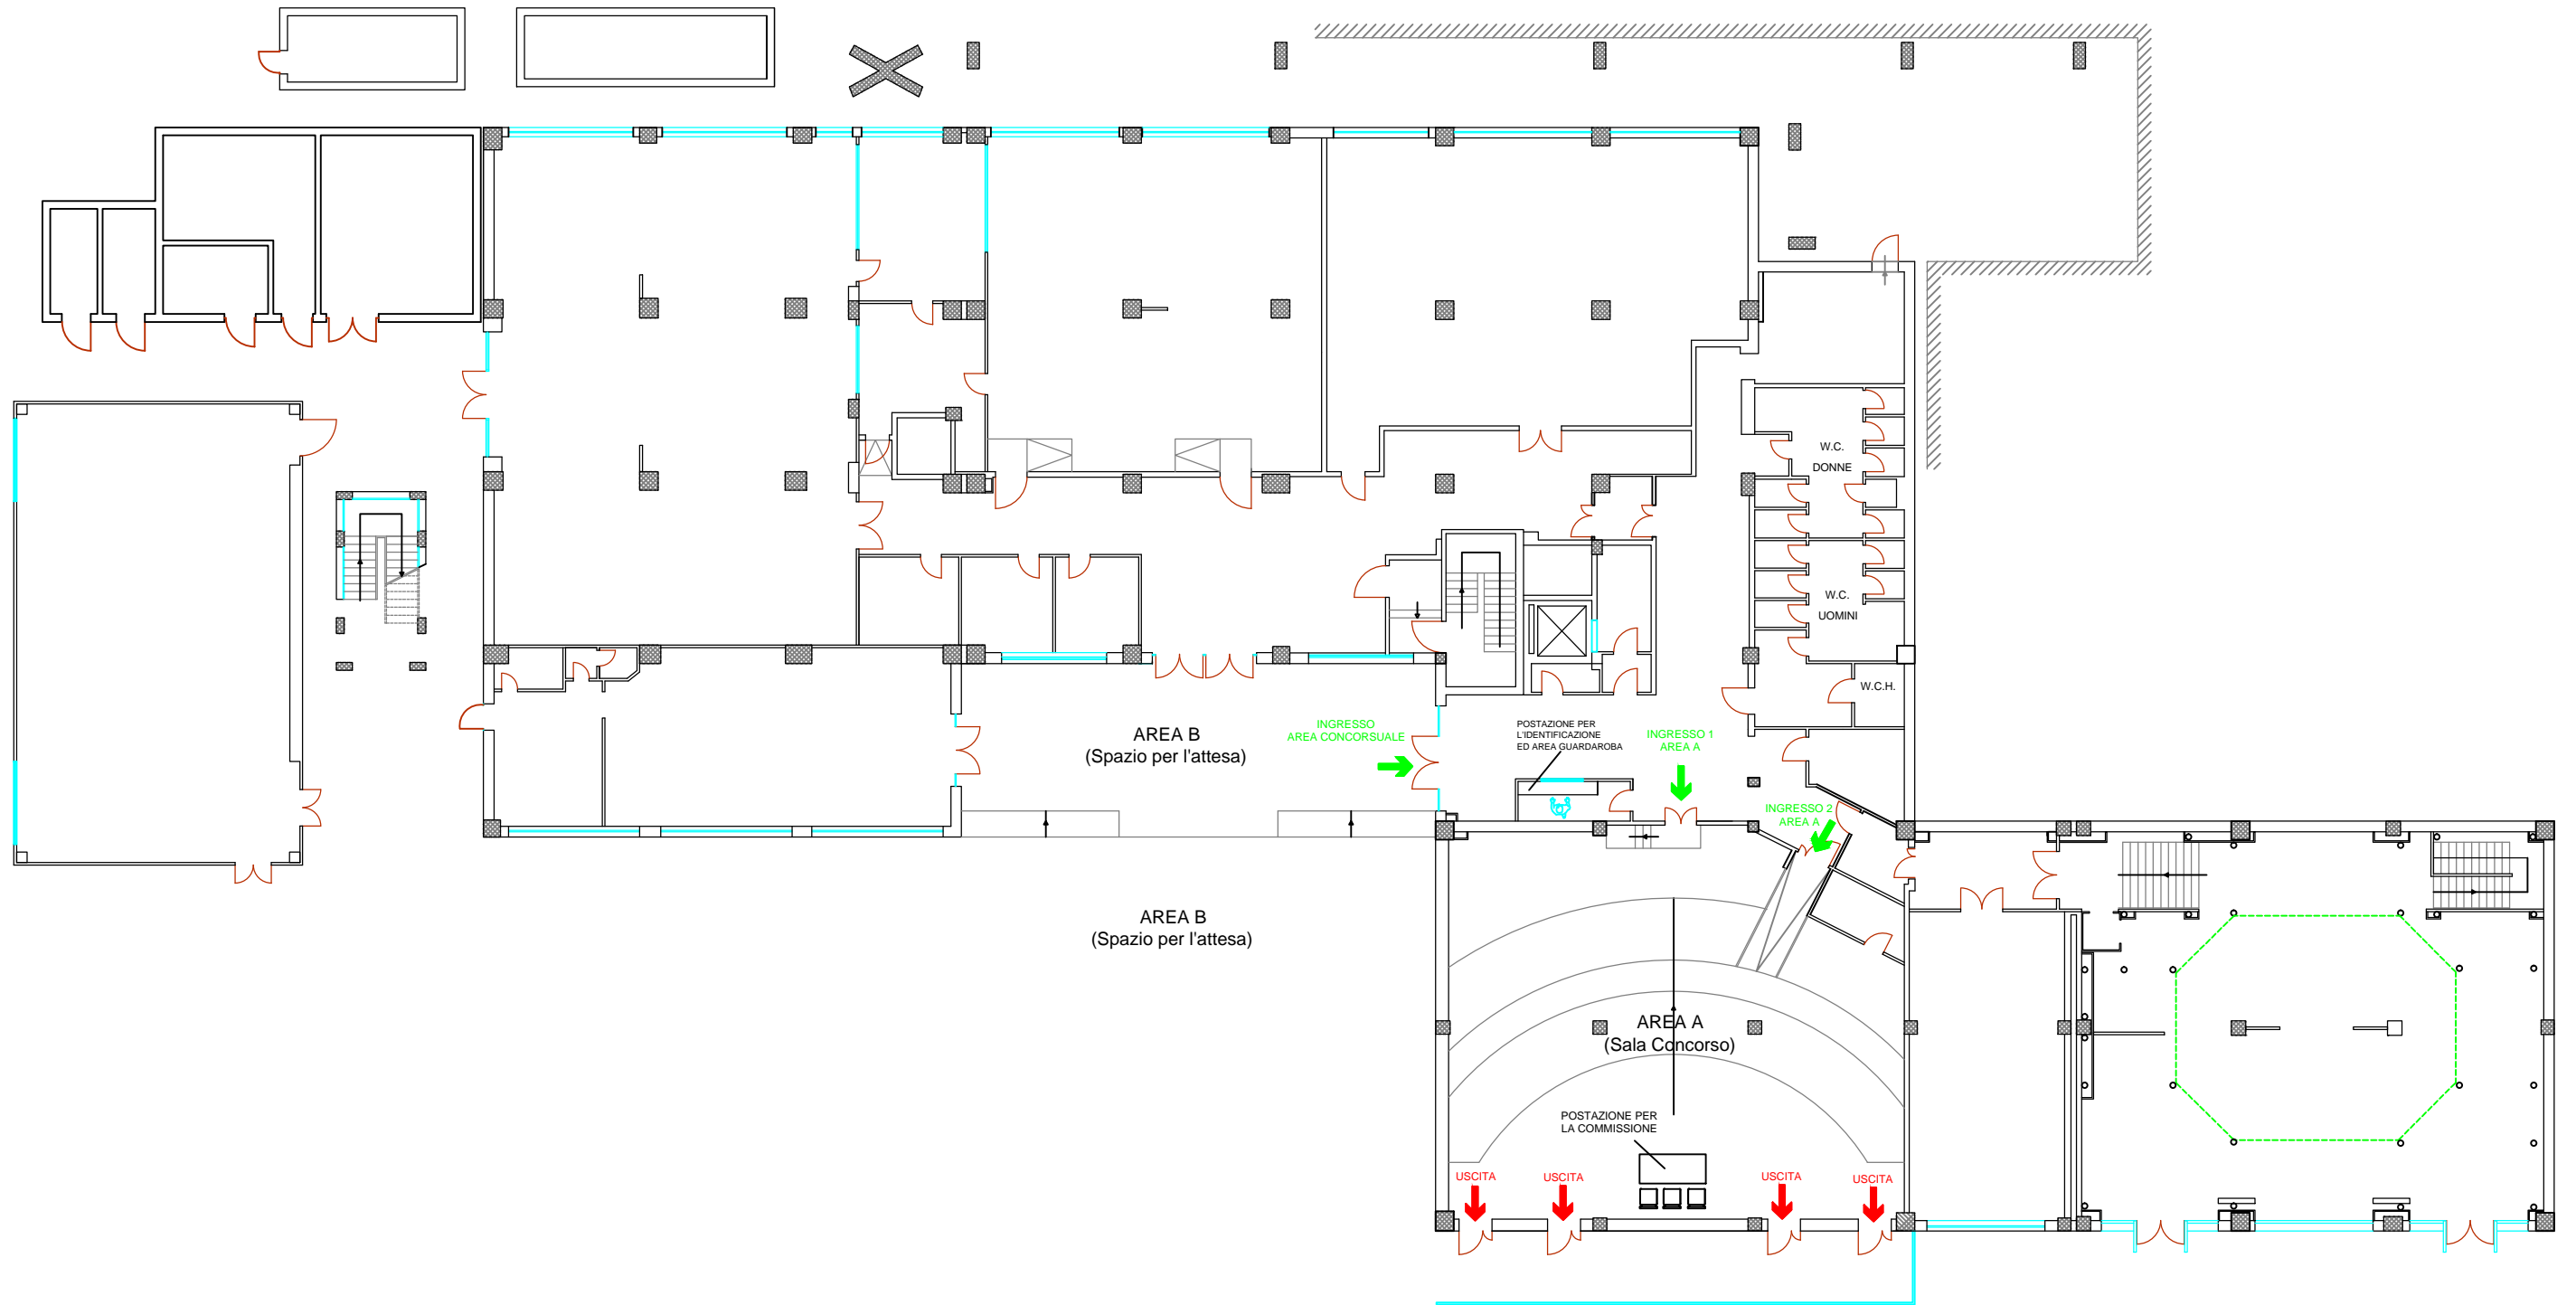 W.C.
DONNE
W.C.
UOMINI
W.C.H.
AREA B
(Spazio per l'attesa)
INGRESSO
AREA CONCORSUALE
POSTAZIONE PER
L'IDENTIFICAZIONE
ED AREA GUARDAROBA
INGRESSO 1
AREA A
INGRESSO 2
AREA A
AREA B
(Spazio per l'attesa)
AREA A
(Sala Concorso)
POSTAZIONE PER
LA COMMISSIONE
USCITA
USCITA
USCITA
USCITA